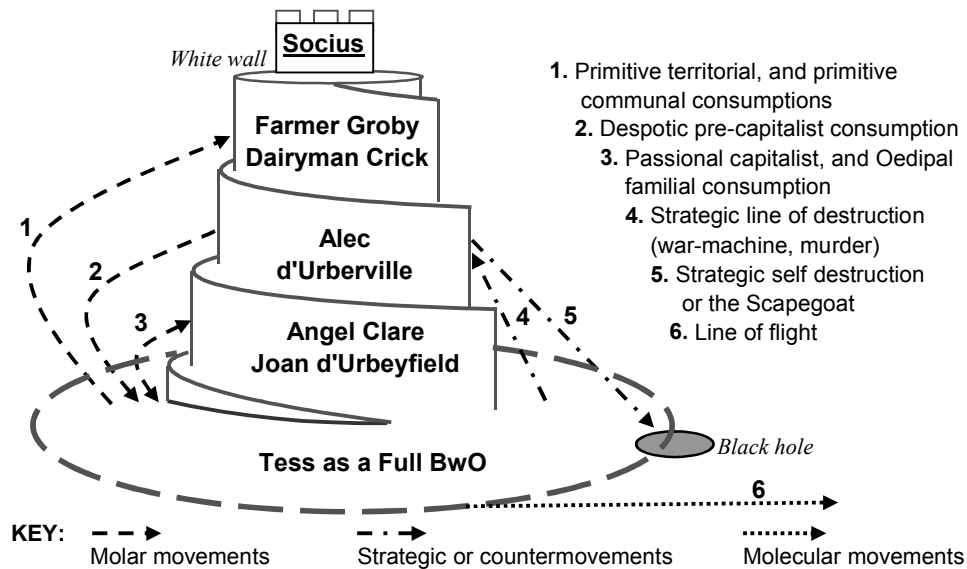 Socius
White wall
Farmer Groby
Dairyman Crick
Alec
d'Urberville
Angel Clare
Joan d'Urbeyfield
Tess as a Full BwO
Black hole
1
2
3
4
5
6
1. Primitive territorial, and primitive
communal consumptions
2. Despotic pre-capitalist consumption
3. Passional capitalist, and Oedipal
familial consumption
4. Strategic line of destruction
(war-machine, murder)
5. Strategic self destruction
or the Scapegoat
6. Line of flight
KEY:
Molar movements
Strategic or countermovements
Molecular movements